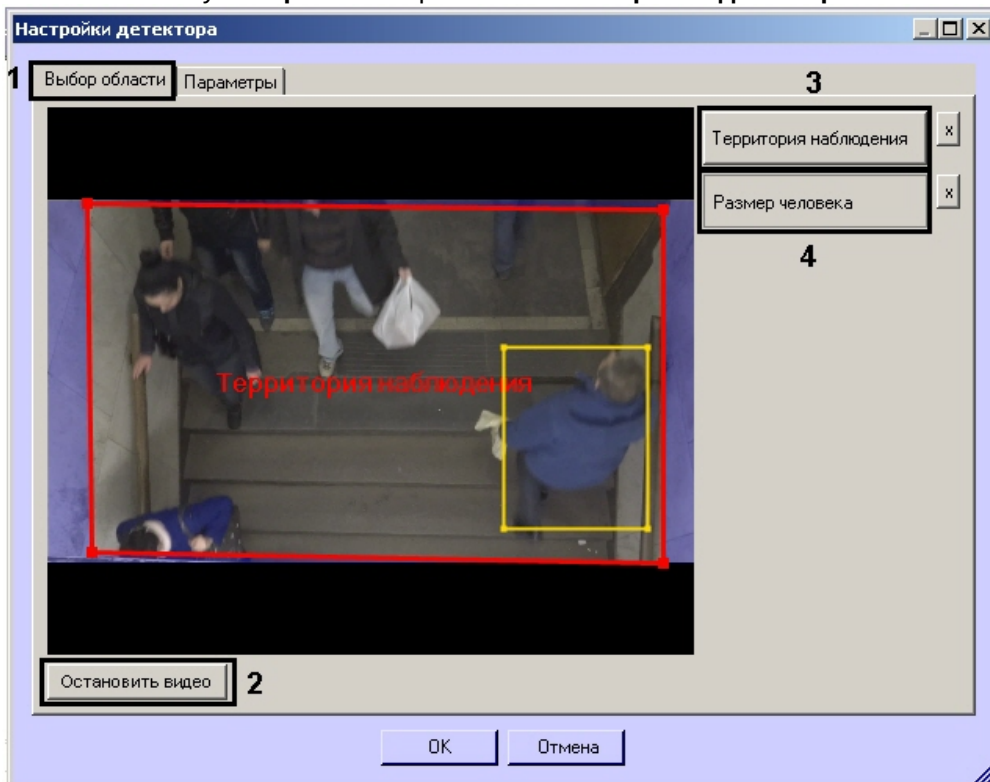 Настройки детектора
1
Выбор области
Параметры
3
Территория наблюдения
x
Размер человека
x
4
Территория наблюдения
Остановить видео
2
OK
Отмена